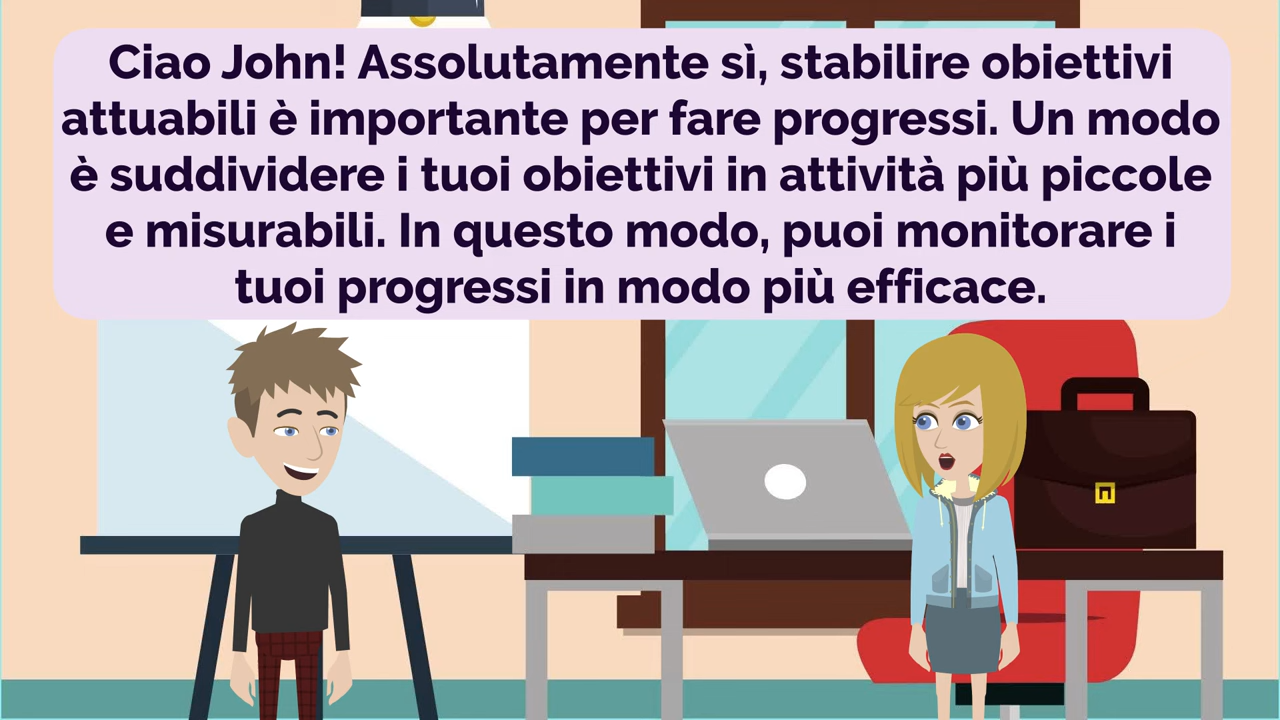 Ciao John! Assolutamente sì, stabilire obiettivi
attuabili è importante per fare progressi. Un modo
è suddividere i tuoi obiettivi in attività più piccole
e misurabili. In questo modo, puoi monitorare i
tuoi progressi in modo più efficace.